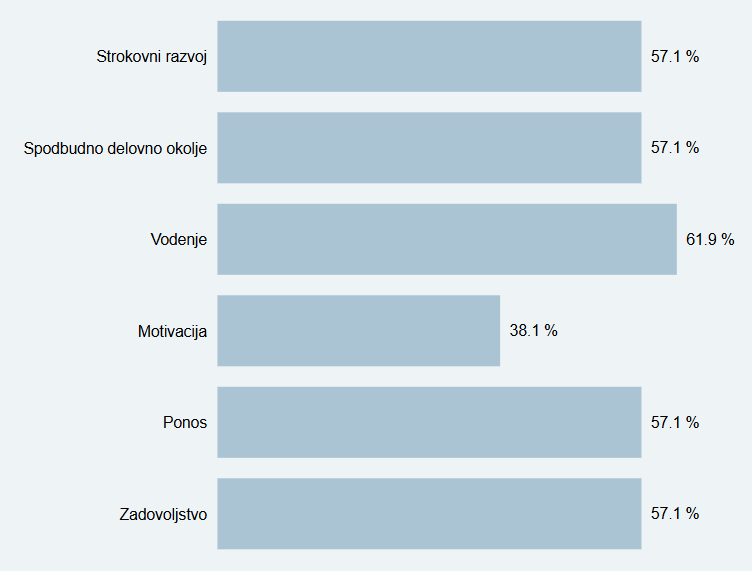 Strokovni razvoj 57.1 %
Spodbudno delovno okolje 57.1 %
Vodenje 61.9 %
Motivacija 38.1 %
Ponos 57.1 %
Zadovoljstvo 57.1 %